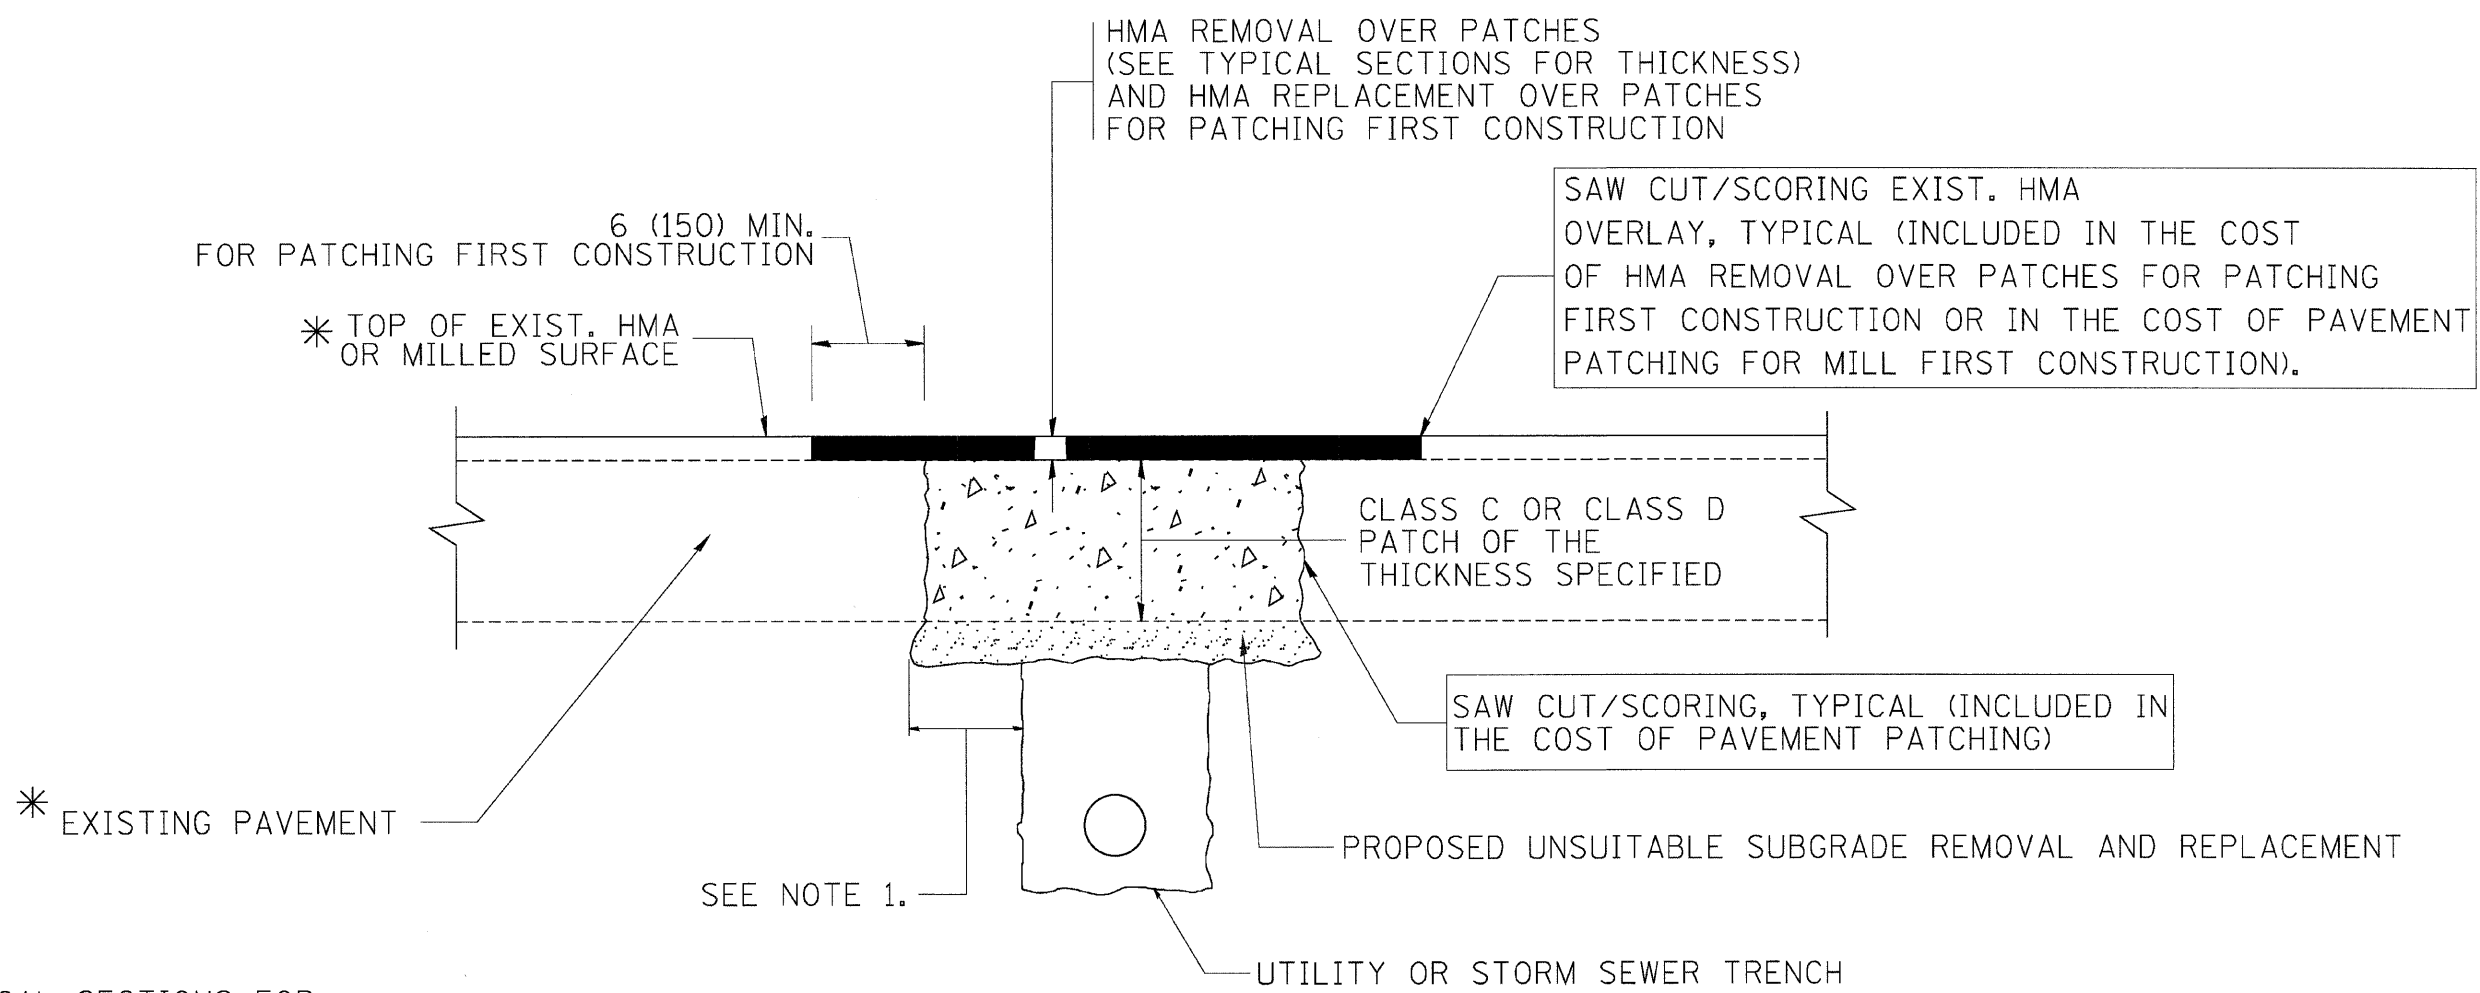 HMA REMOVAL OVER PATCHES
(SEE TYPICAL SECTIONS FOR THICKNESS)
AND HMA REPLACEMENT OVER PATCHES
FOR PATCHING FIRST CONSTRUCTION
SAW CUT/SCORING EXIST. HMA
OVERLAY, TYPICAL (INCLUDED IN THE COST
OF HMA REMOVAL OVER PATCHES FOR PATCHING
FIRST CONSTRUCTION OR IN THE COST OF PAVEMENT
PATCHING FOR MILL FIRST CONSTRUCTION).
6 (150) MIN.
FOR PATCHING FIRST CONSTRUCTION
* TOP OF EXIST. HMA
OR MILLED SURFACE
CLASS C OR CLASS D
PATCH OF THE
THICKNESS SPECIFIED
SAW CUT/SCORING, TYPICAL (INCLUDED IN
THE COST OF PAVEMENT PATCHING)
* EXISTING PAVEMENT
PROPOSED UNSUITABLE SUBGRADE REMOVAL AND REPLACEMENT
SEE NOTE 1.
UTILITY OR STORM SEWER TRENCH